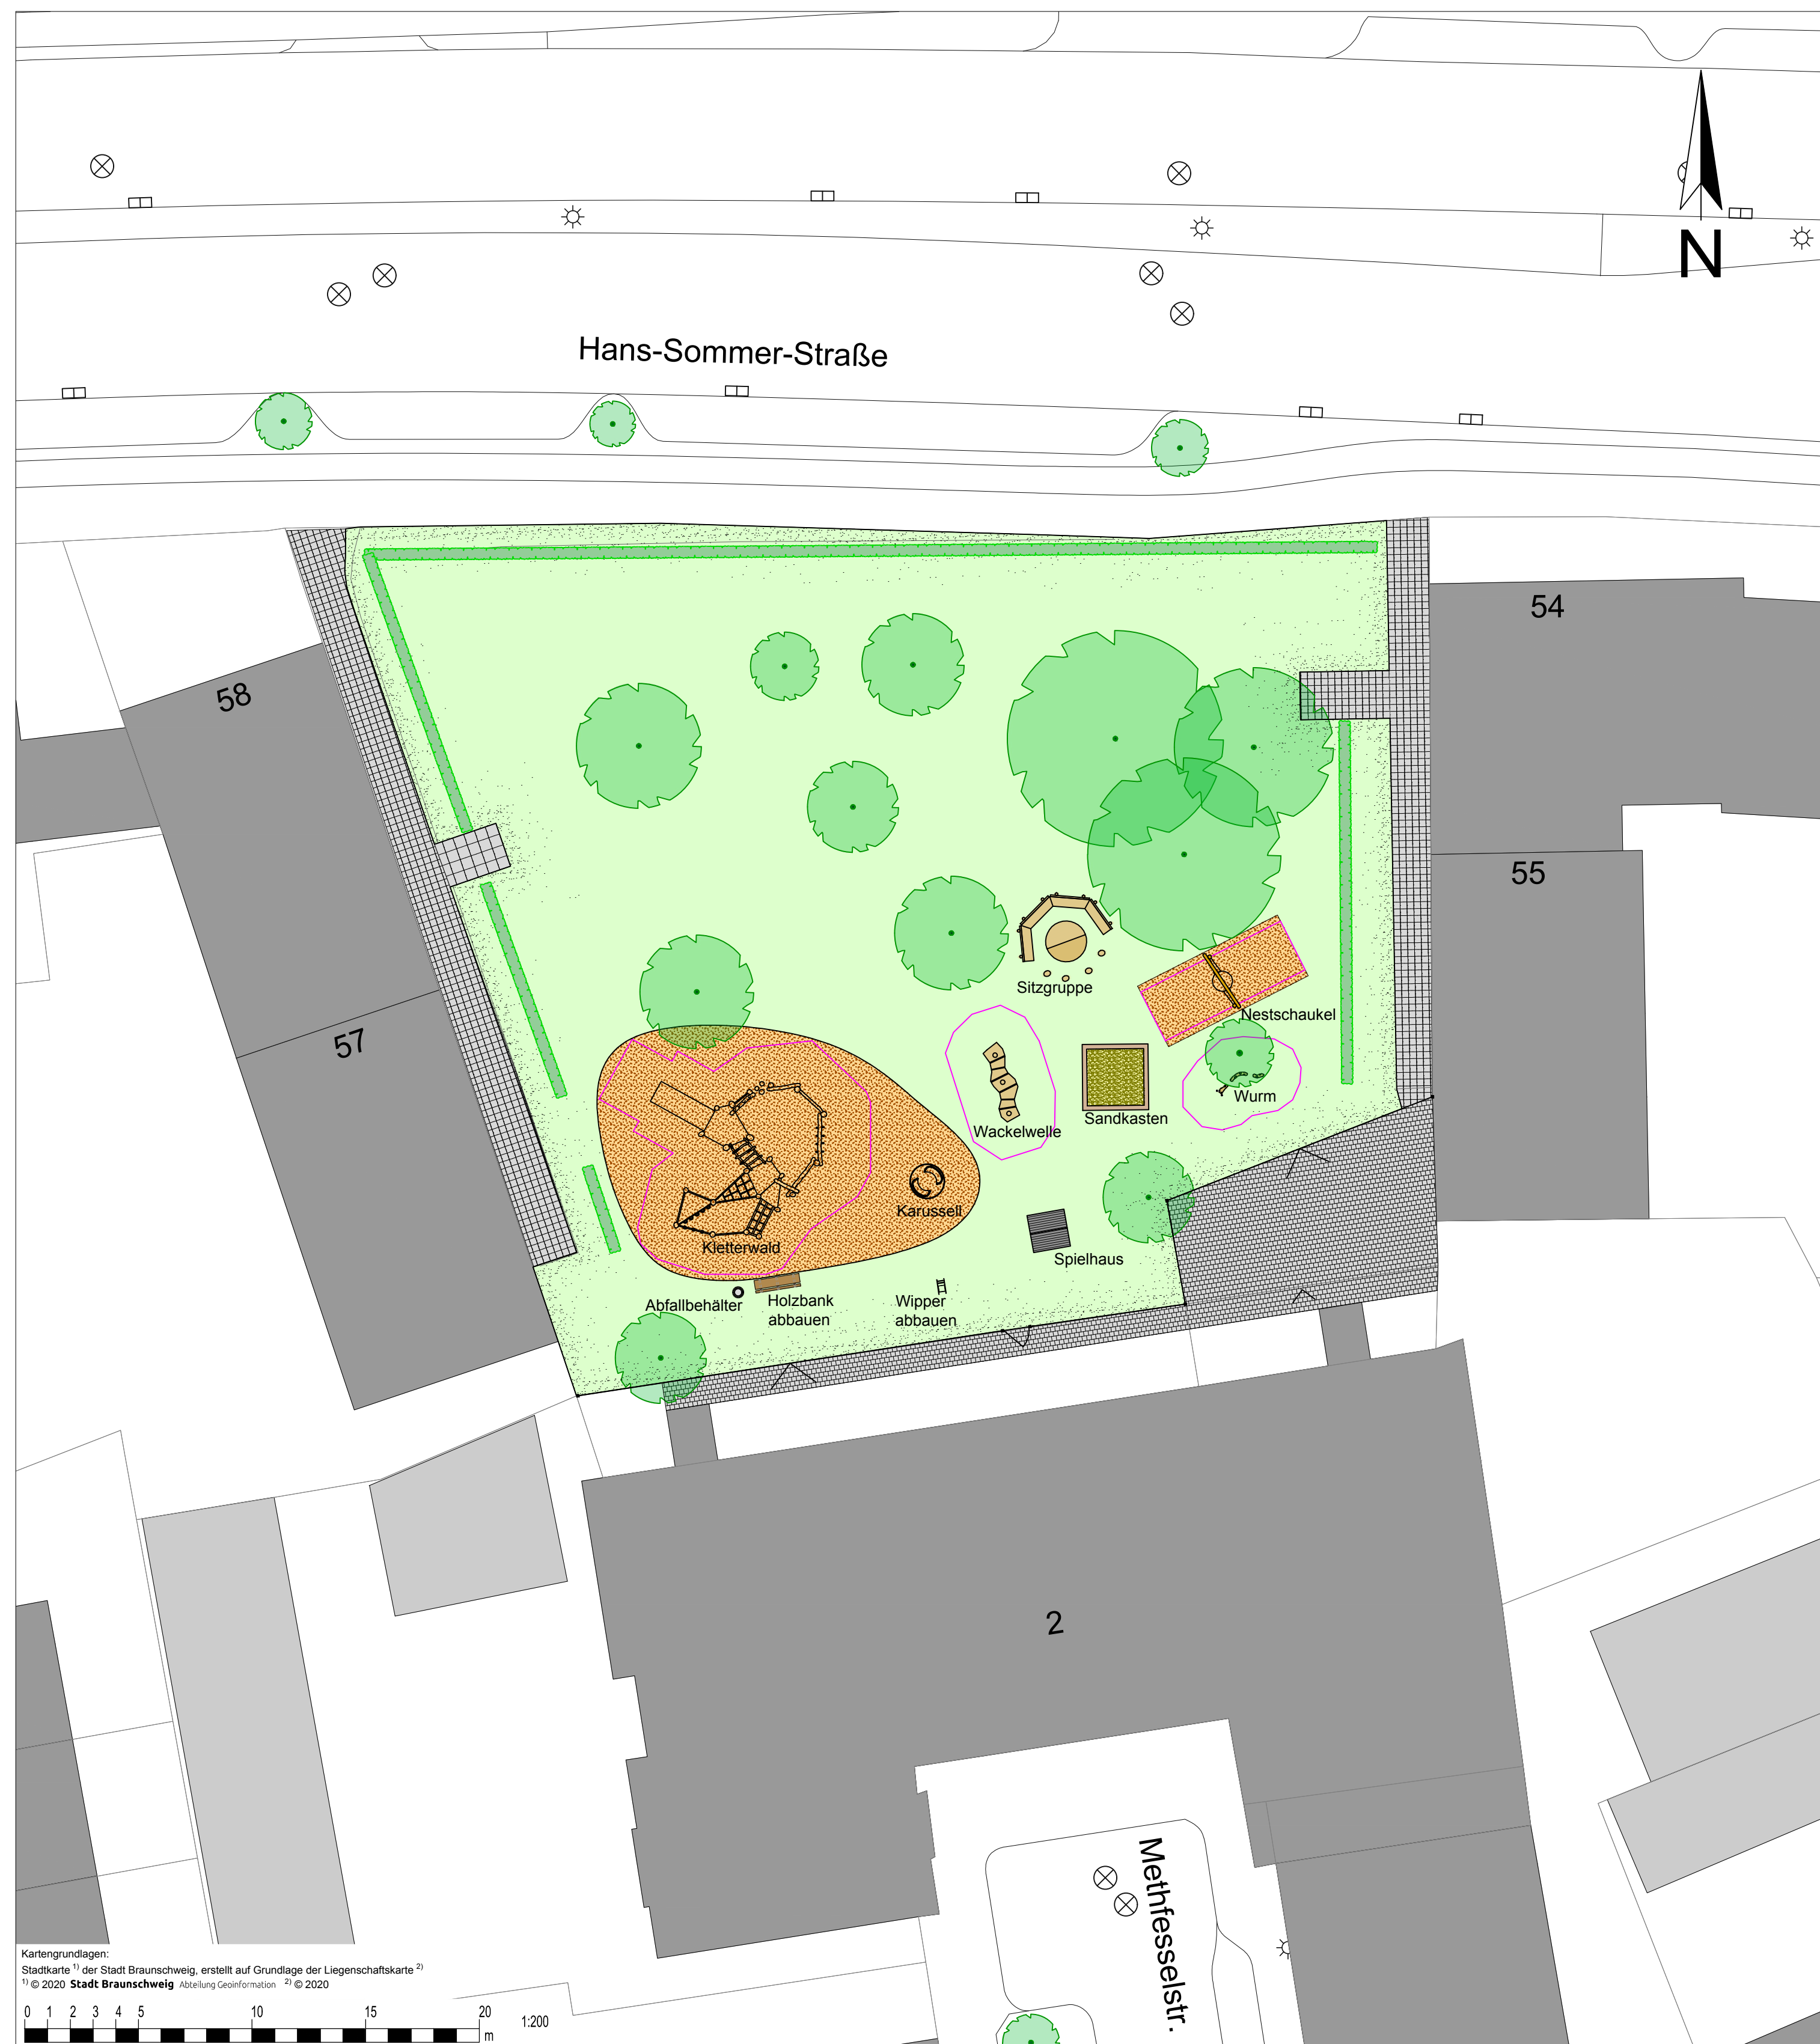 N
Hans-Sommer-Straße
54
58
55
57
Sitzgruppe
Nestschaukel
Wurm
Sandkasten
Wackelwelle
Karussell
Kletterwald
Spielhaus
Abfallbehälter
Holzbank
abbauen
Wipper
abbauen
2
Methfesselstr.
Kartengrundlagen:
Stadtkarte 1) der Stadt Braunschweig, erstellt auf Grundlage der Liegenschaftskarte 2)
1) © 2020 Stadt Braunschweig Abteilung Geoinformation 2) © 2020
0 1 2 3 4 5 10 15 20 1:200
m